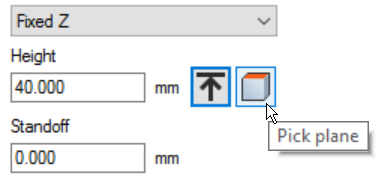 Fixed Z
Height
40.000 mm
Pick plane
Standoff
0.000 mm